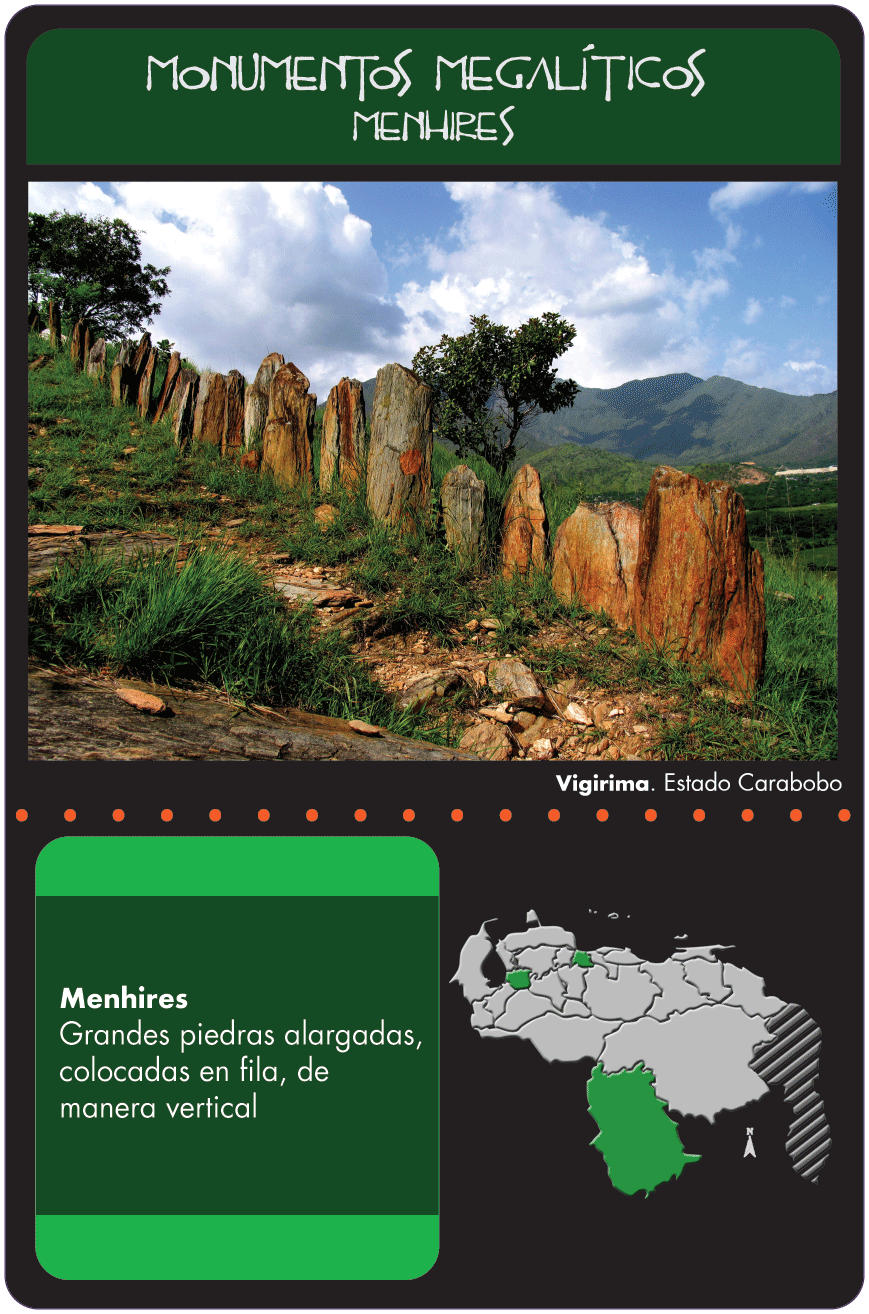 MONUMENTOS MEGALÍTICOS
MENHIRES
Vigirima. Estado Carabobo
Menhires
Grandes piedras alargadas,
colocadas en fila, de
manera vertical
N